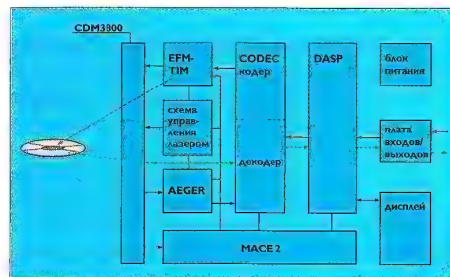 CDM3800
EFM-
TIM
CODEC
кодер
DASP
блок
питания
схема
управ-
ления
лазером
плата
входов/
выходов
декодер
AEGER
дисплей
MACE 2